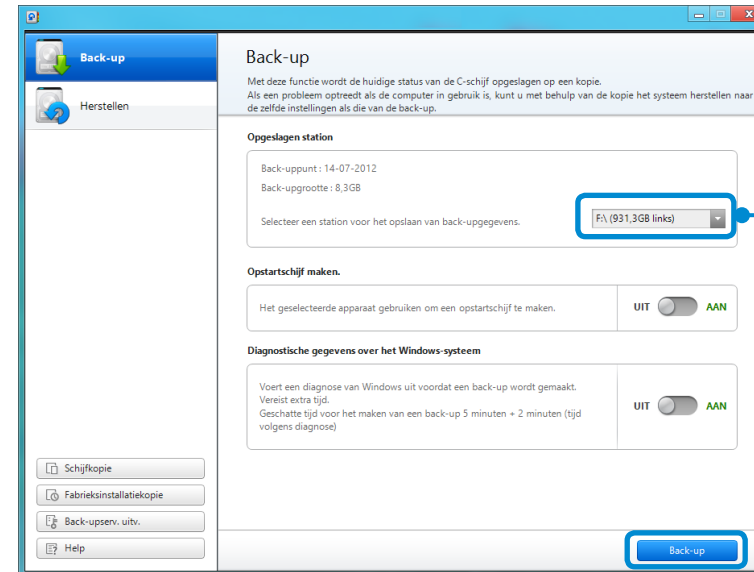 Back-up
Herstellen
Schijfkopie
Fabrieksinstallatiekopie
Back-upserv. uitv.
Help
Back-up
Met deze functie wordt de huidige status van de C-schijf opgeslagen op een kopie.
Als een probleem optreedt als de computer in gebruik is, kunt u met behulp van de kopie het systeem herstellen naar
de zelfde instellingen als die van de back-up.
Opgeslagen station
Back-uppunt : 14-07-2012
Back-upgrootte : 8,3GB
Selecteer een station voor het opslaan van back-upgegevens.
F:\ (931,3GB links)
Opstartschijf maken.
Het geselecteerde apparaat gebruiken om een opstartschijf te maken.
UIT AAN
Diagnostische gegevens over het Windows-systeem
Voert een diagnose van Windows uit voordat een back-up wordt gemaakt.
Vereist extra tijd.
Geschatte tijd voor het maken van een back-up 5 minuten + 2 minuten (tijd
volgens diagnose)
UIT AAN
Back-up